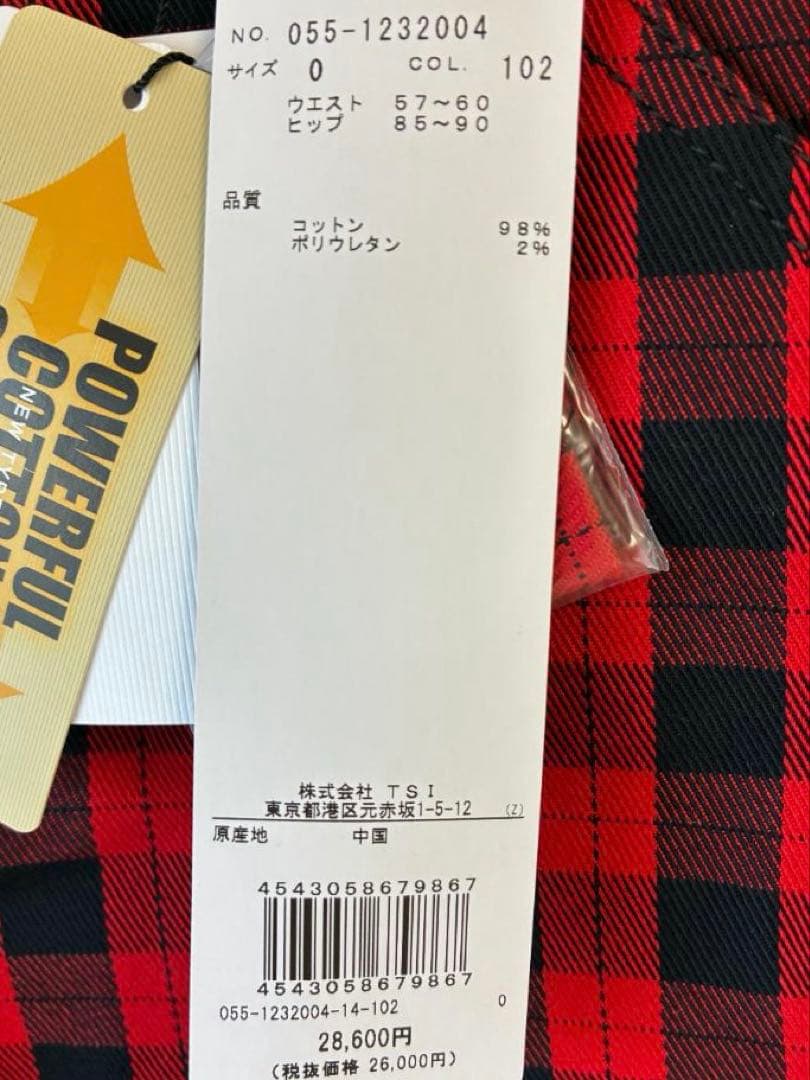 NO. 055-1232004
サイズ 0 COL. 102
ウエスト 57～60
ヒップ 85～90
品質
コットン 98%
ポリウレタン 2%
株式会社 TSI
東京都港区元赤坂1-5-12 (Z)
原産地 中国
4543058679867
4543058679867
055-1232004-14-102 0
28,600円
(税抜価格 26,000円)
POWERFUL
COTTON
NEW